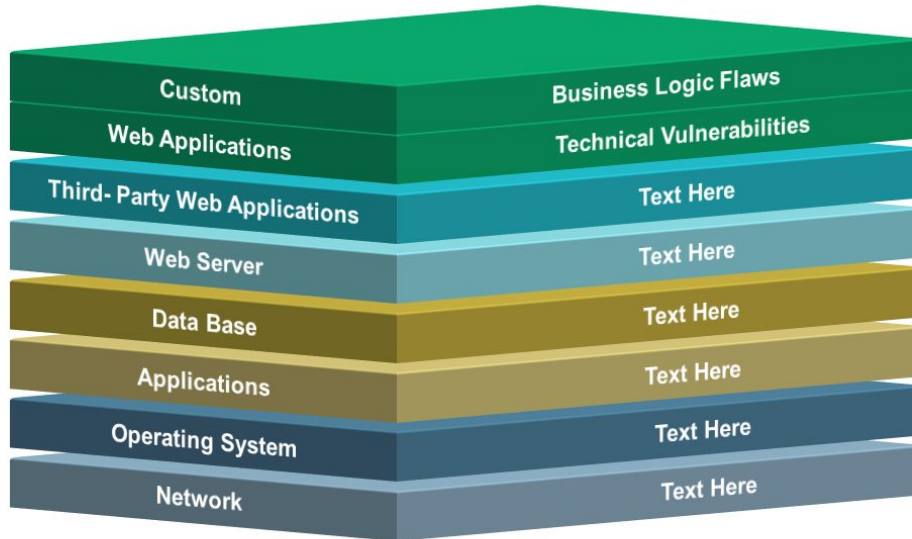 Custom
Business Logic Flaws
Web Applications
Technical Vulnerabilities
Third- Party Web Applications
Text Here
Web Server
Text Here
Data Base
Text Here
Applications
Text Here
Operating System
Text Here
Network
Text Here